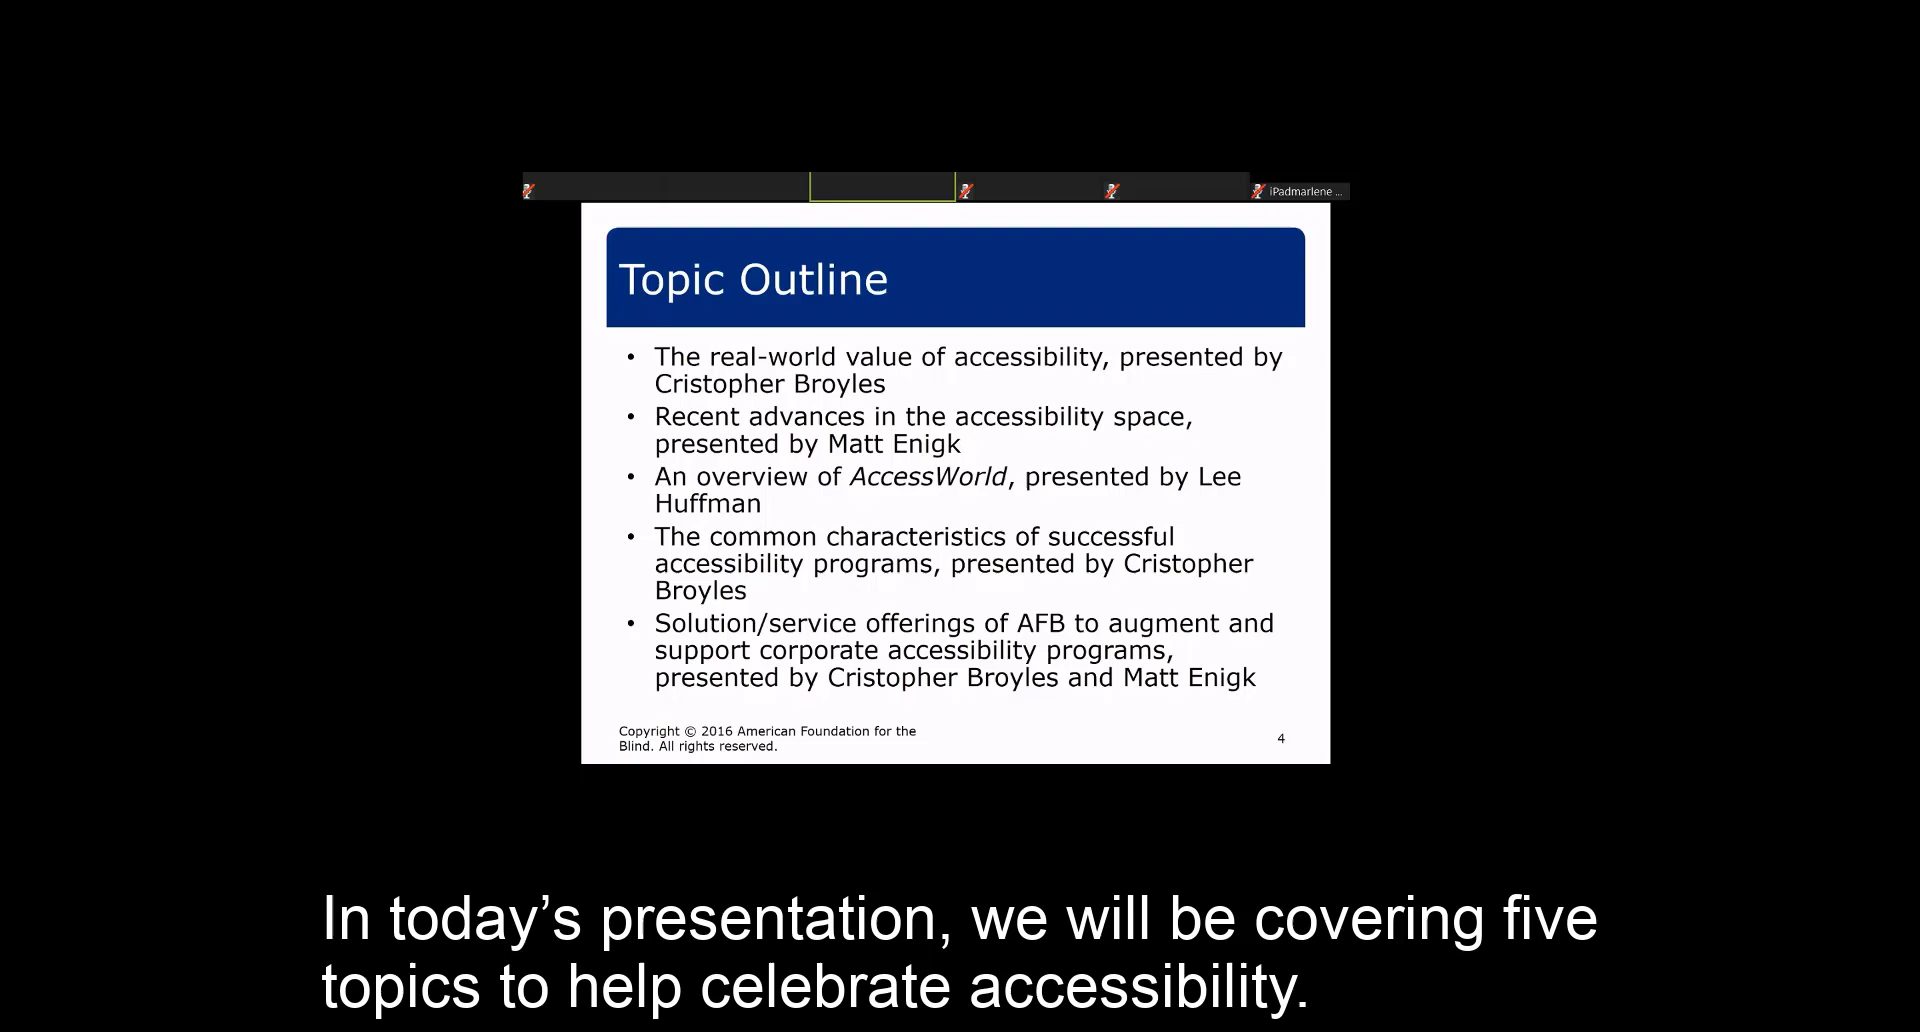 iPadmarlene ...
Topic Outline
• The real-world value of accessibility, presented by
Cristopher Broyles
• Recent advances in the accessibility space,
presented by Matt Enigk
• An overview of AccessWorld, presented by Lee
Huffman
• The common characteristics of successful
accessibility programs, presented by Cristopher
Broyles
• Solution/service offerings of AFB to augment and
support corporate accessibility programs,
presented by Cristopher Broyles and Matt Enigk
Copyright © 2016 American Foundation for the
Blind. All rights reserved.
4
In today’s presentation, we will be covering five
topics to help celebrate accessibility.